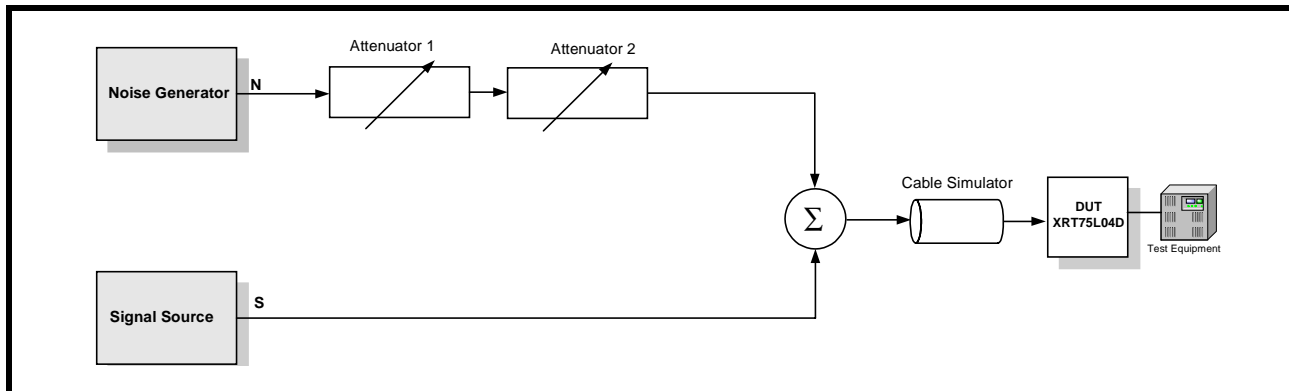 Attenuator 1
Attenuator 2
Noise Generator
N
Cable Simulator
Σ
DUT
XRT75L04D
Test Equipment
Signal Source
S